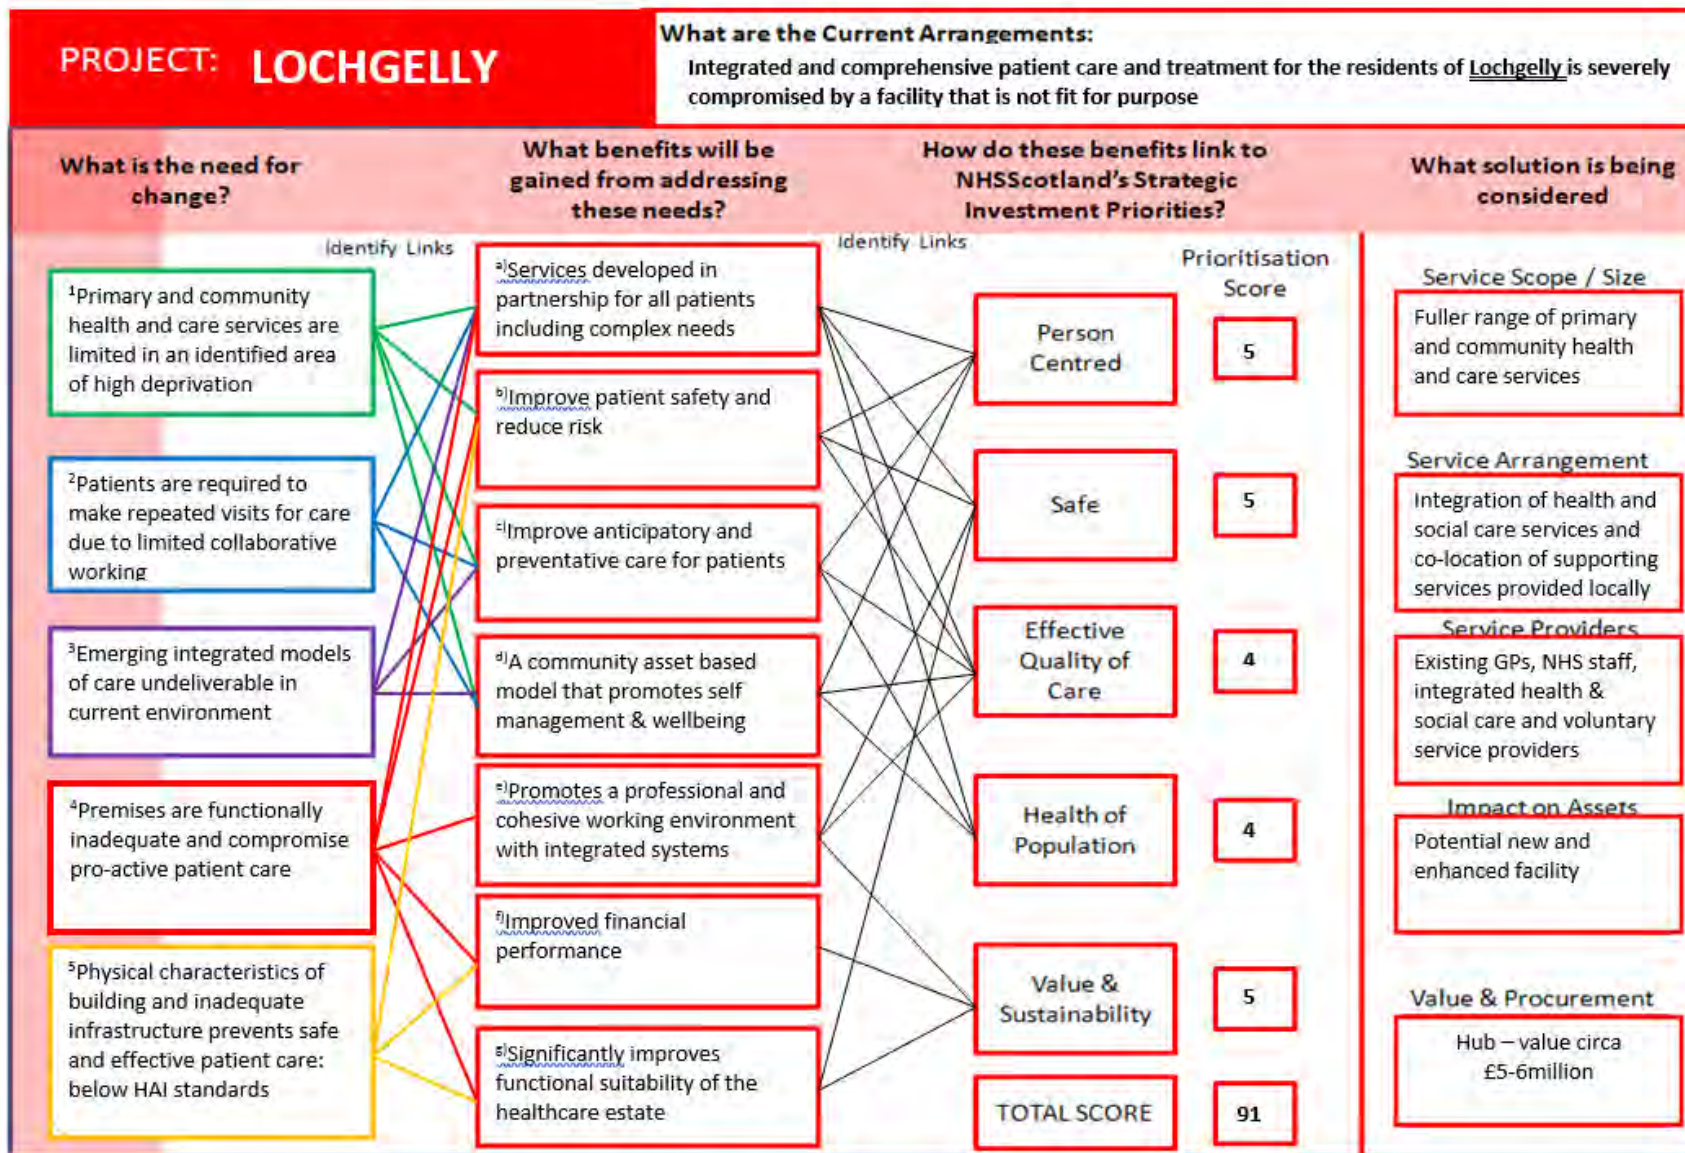 PROJECT: LOCHGELLY
What are the Current Arrangements:
Integrated and comprehensive patient care and treatment for the residents of Lochgelly is severely
compromised by a facility that is not fit for purpose
What is the need for
change?
What benefits will be
gained from addressing
these needs?
How do these benefits link to
NHSScotland's Strategic
Investment Priorities?
What solution is being
considered
Identify Links
1Primary and community
health and care services are
limited in an identified area
of high deprivation
2Patients are required to
make repeated visits for care
due to limited collaborative
working
3Emerging integrated models
of care undeliverable in
current environment
4Premises are functionally
inadequate and compromise
pro-active patient care
5Physical characteristics of
building and inadequate
infrastructure prevents safe
and effective patient care:
below HAI standards
a)Services developed in
partnership for all patients
including complex needs
b)Improve patient safety and
reduce risk
c)Improve anticipatory and
preventative care for patients
d)A community asset based
model that promotes self
management & wellbeing
e)Promotes a professional and
cohesive working environment
with integrated systems
f)Improved financial
performance
g)Significantly improves
functional suitability of the
healthcare estate
Identify Links
Prioritisation
Score
Person
Centred
5
Safe
5
Effective
Quality of
Care
4
Health of
Population
4
Value &
Sustainability
5
TOTAL SCORE
91
Service Scope / Size
Fuller range of primary
and community health
and care services
Service Arrangement
Integration of health and
social care services and
co-location of supporting
services provided locally
Service Providers
Existing GPs, NHS staff,
integrated health &
social care and voluntary
service providers
Impact on Assets
Potential new and
enhanced facility
Value & Procurement
Hub – value circa
£5-6million